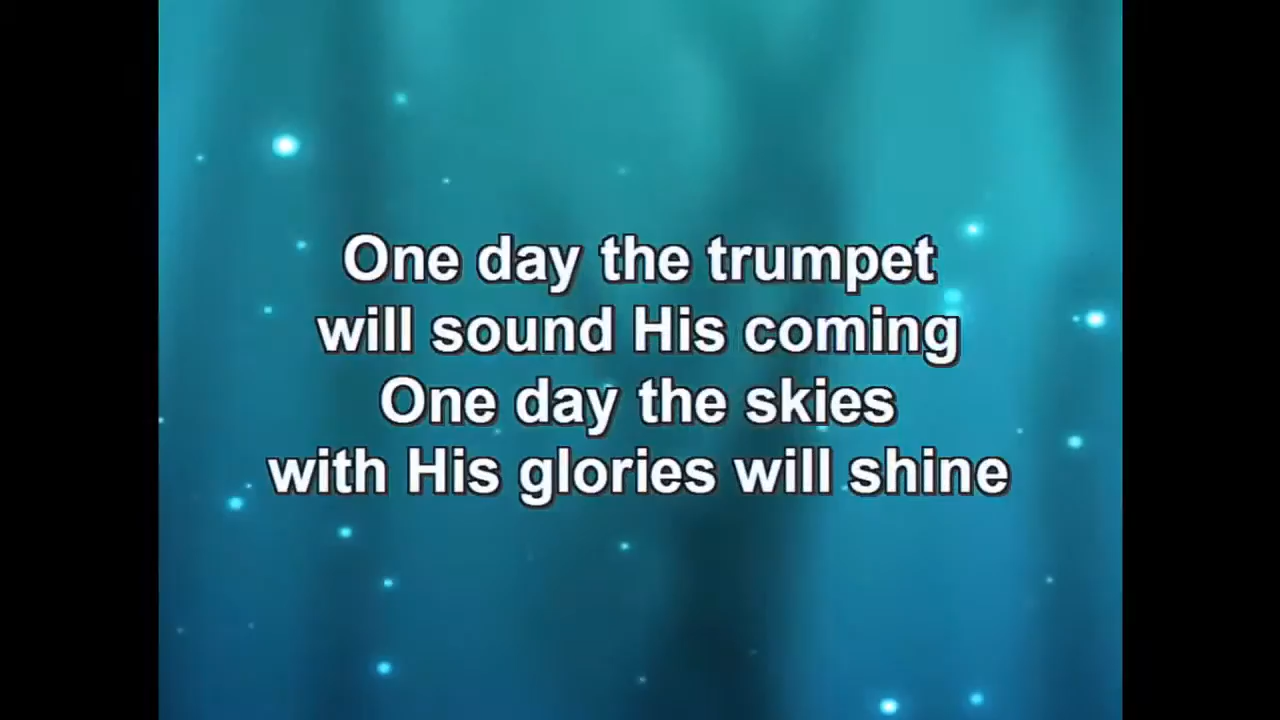 One day the trumpet
will sound His coming
One day the skies
with His glories will shine